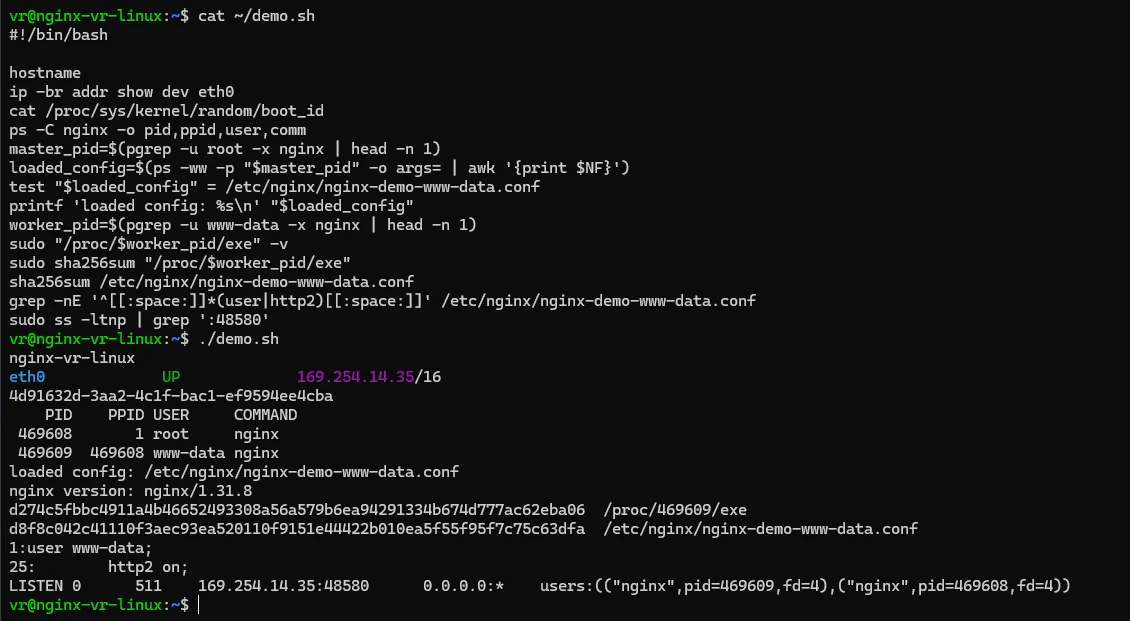 vr@nginx-vr-linux:~$ cat ~/demo.sh
#!/bin/bash

hostname
ip -br addr show dev eth0
cat /proc/sys/kernel/random/boot_id
ps -C nginx -o pid,ppid,user,comm
master_pid=$(pgrep -u root -x nginx | head -n 1)
loaded_config=$(ps -ww -p "$master_pid" -o args= | awk '{print $NF}')
test "$loaded_config" = /etc/nginx/nginx-demo-www-data.conf
printf 'loaded config: %s\n' "$loaded_config"
worker_pid=$(pgrep -u www-data -x nginx | head -n 1)
sudo "/proc/$worker_pid/exe" -v
sudo sha256sum "/proc/$worker_pid/exe"
sha256sum /etc/nginx/nginx-demo-www-data.conf
grep -nE '^[[:space:]]*(user|http2)[[:space:]]' /etc/nginx/nginx-demo-www-data.conf
sudo ss -ltnp | grep ':48580'
vr@nginx-vr-linux:~$ ./demo.sh
nginx-vr-linux
eth0             UP             169.254.14.35/16
4d91632d-3aa2-4c1f-bac1-ef9594ee4cba
    PID    PPID USER     COMMAND
 469608       1 root     nginx
 469609  469608 www-data nginx
loaded config: /etc/nginx/nginx-demo-www-data.conf
nginx version: nginx/1.31.8
d274c5fbbc4911a4b46652493308a56a579b6ea94291334b674d777ac62eba06  /proc/469609/exe
d8f8c042c41110f3aec93ea520110f9151e44422b010ea5f55f95f7c75c63dfa  /etc/nginx/nginx-demo-www-data.conf
1:user www-data;
25:        http2 on;
LISTEN 0      511    169.254.14.35:48580      0.0.0.0:*    users:(("nginx",pid=469609,fd=4),("nginx",pid=469608,fd=4))
vr@nginx-vr-linux:~$